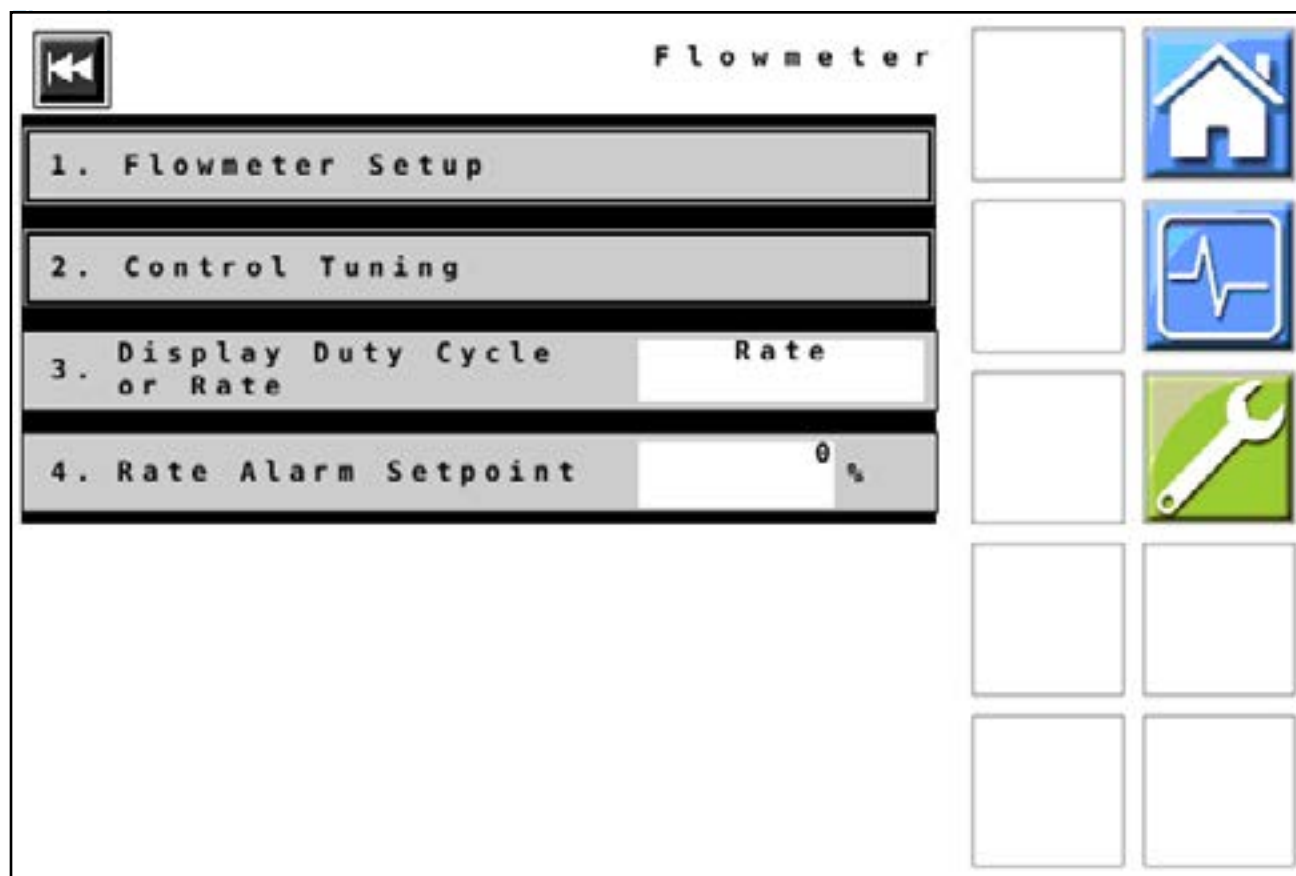 Flowmeter
1. Flowmeter Setup
2. Control Tuning
3. Display Duty Cycle
or Rate
Rate
4. Rate Alarm Setpoint 0 %